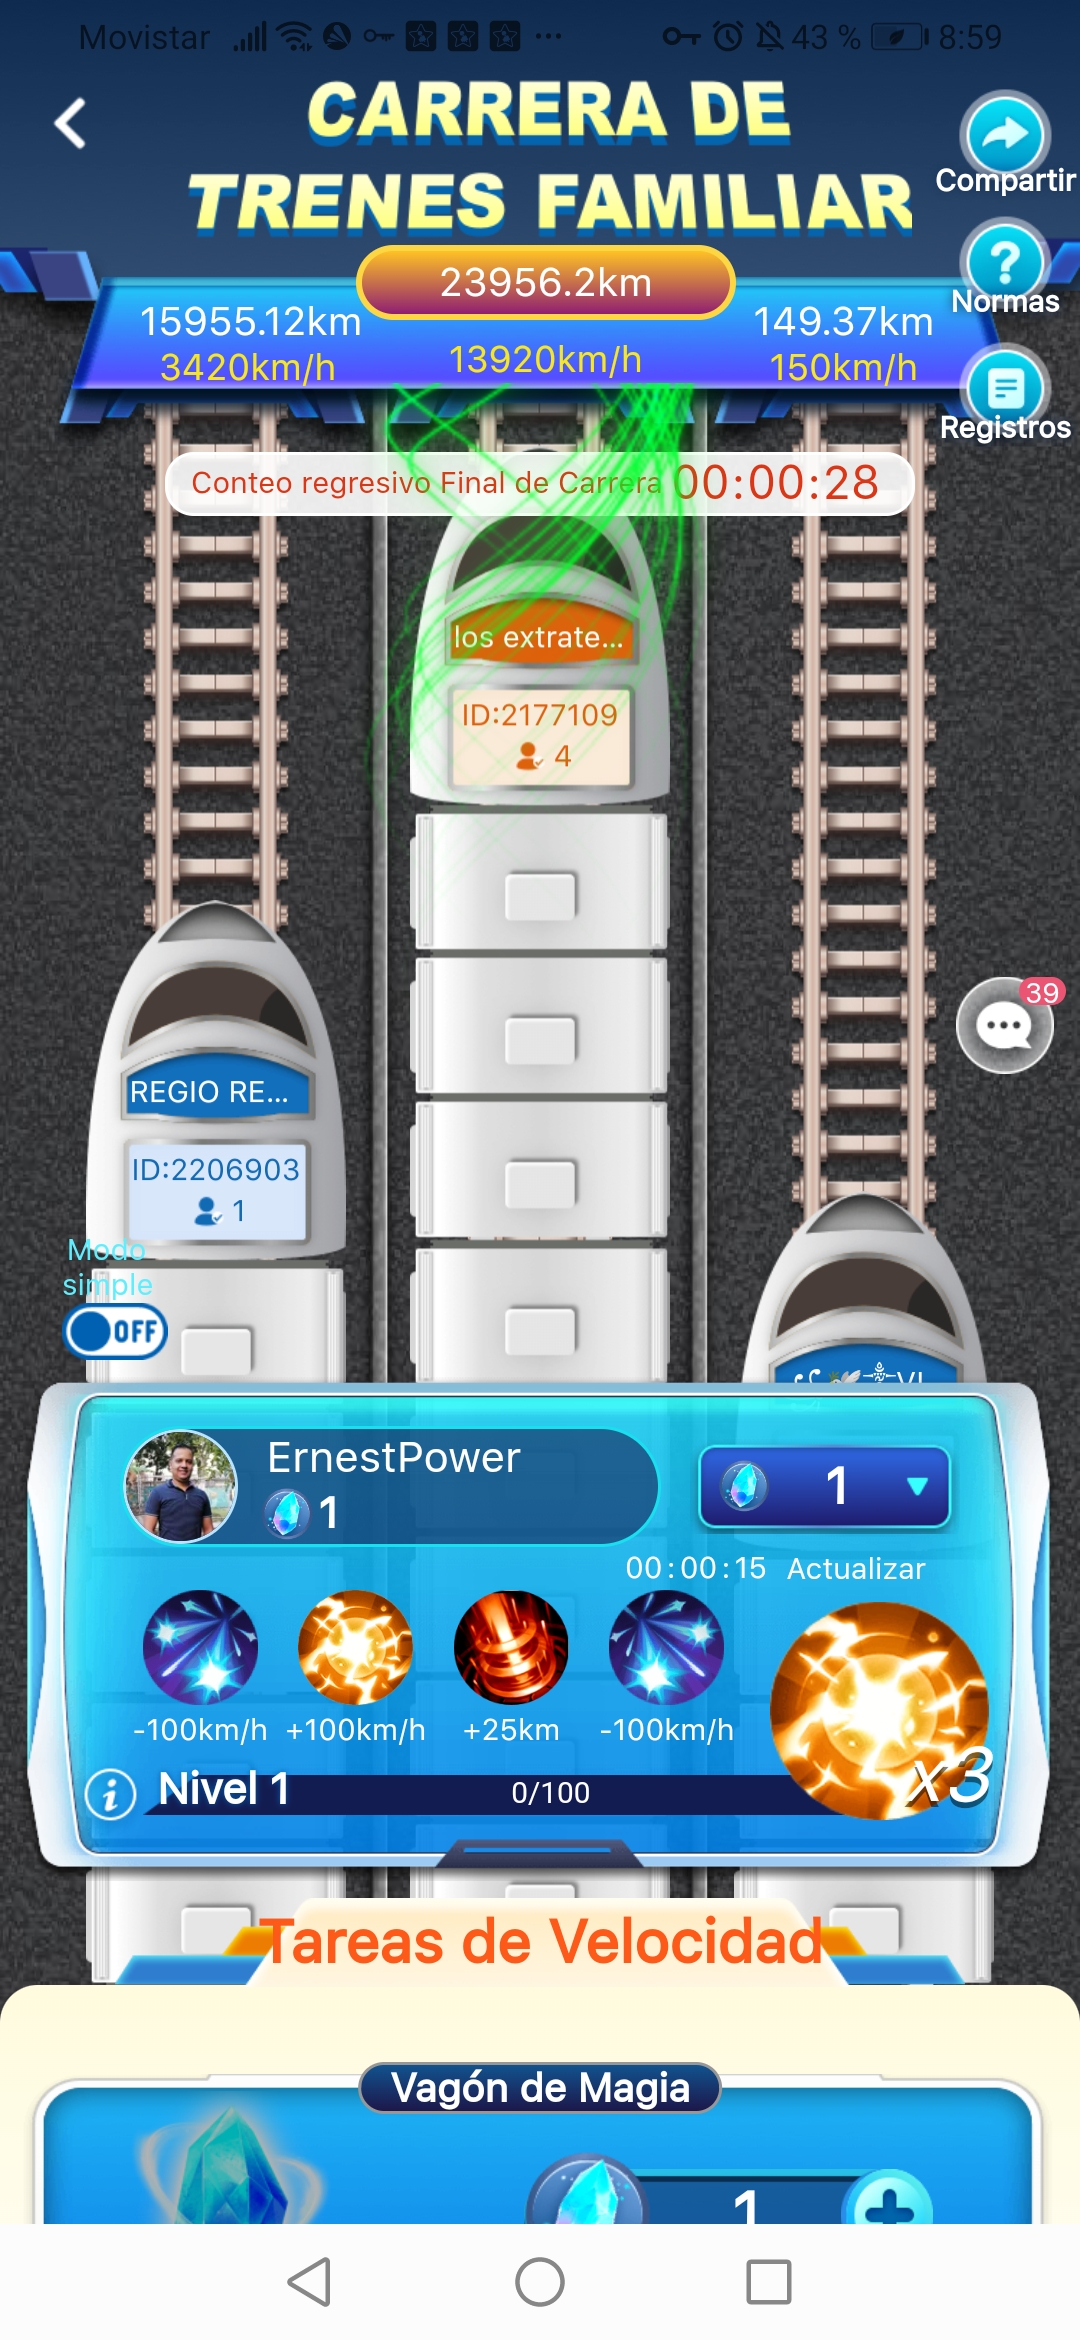 Movistar 43 % 8:59
CARRERA DE
TRENES FAMILIAR
Compartir
Normas
Registros
23956.2km
15955.12km
149.37km
3420km/h
13920km/h
150km/h
Conteo regresivo Final de Carrera 00:00:28
los extrate...
ID:2177109
4
39
REGIO RE...
ID:2206903
1
Modo
simple
OFF
ErnestPower
1
1
00:00:15 Actualizar
-100km/h +100km/h +25km -100km/h
x3
Nivel 1 0/100
Tareas de Velocidad
Vagón de Magia
1